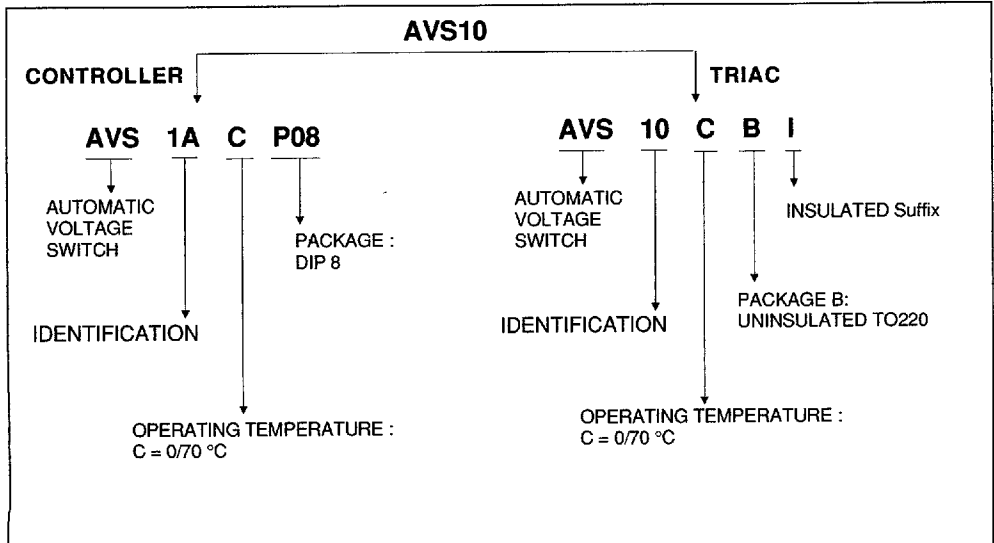 AVS10
CONTROLLER
TRIAC
AVS 1A C P08
AVS 10 C B I
AUTOMATIC
VOLTAGE
SWITCH
PACKAGE :
DIP 8
IDENTIFICATION
OPERATING TEMPERATURE :
C = 0/70 °C
AUTOMATIC
VOLTAGE
SWITCH
INSULATED Suffix
PACKAGE B:
UNINSULATED TO220
IDENTIFICATION
OPERATING TEMPERATURE :
C = 0/70 °C